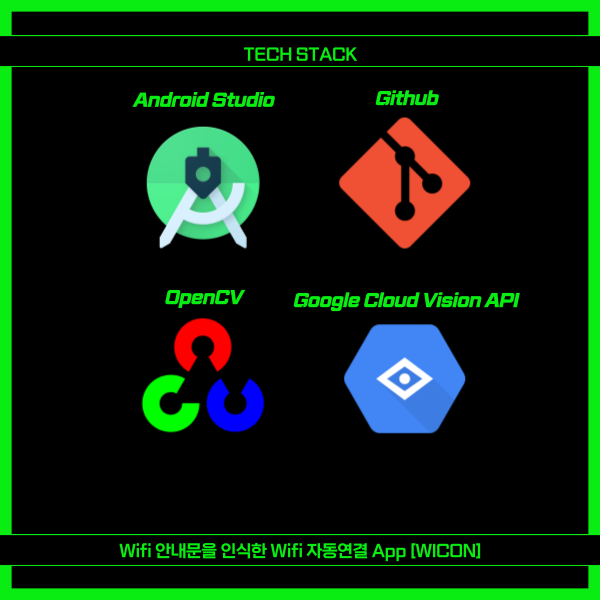 TECH STACK
Android Studio
Github
OpenCV
Google Cloud Vision API
Wifi 안내문을 인식한 Wifi 자동연결 App [WICON]